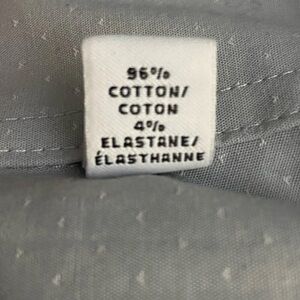 96%
COTTON/
COTON
4%
ELASTANE/
ÉLASTHANNE